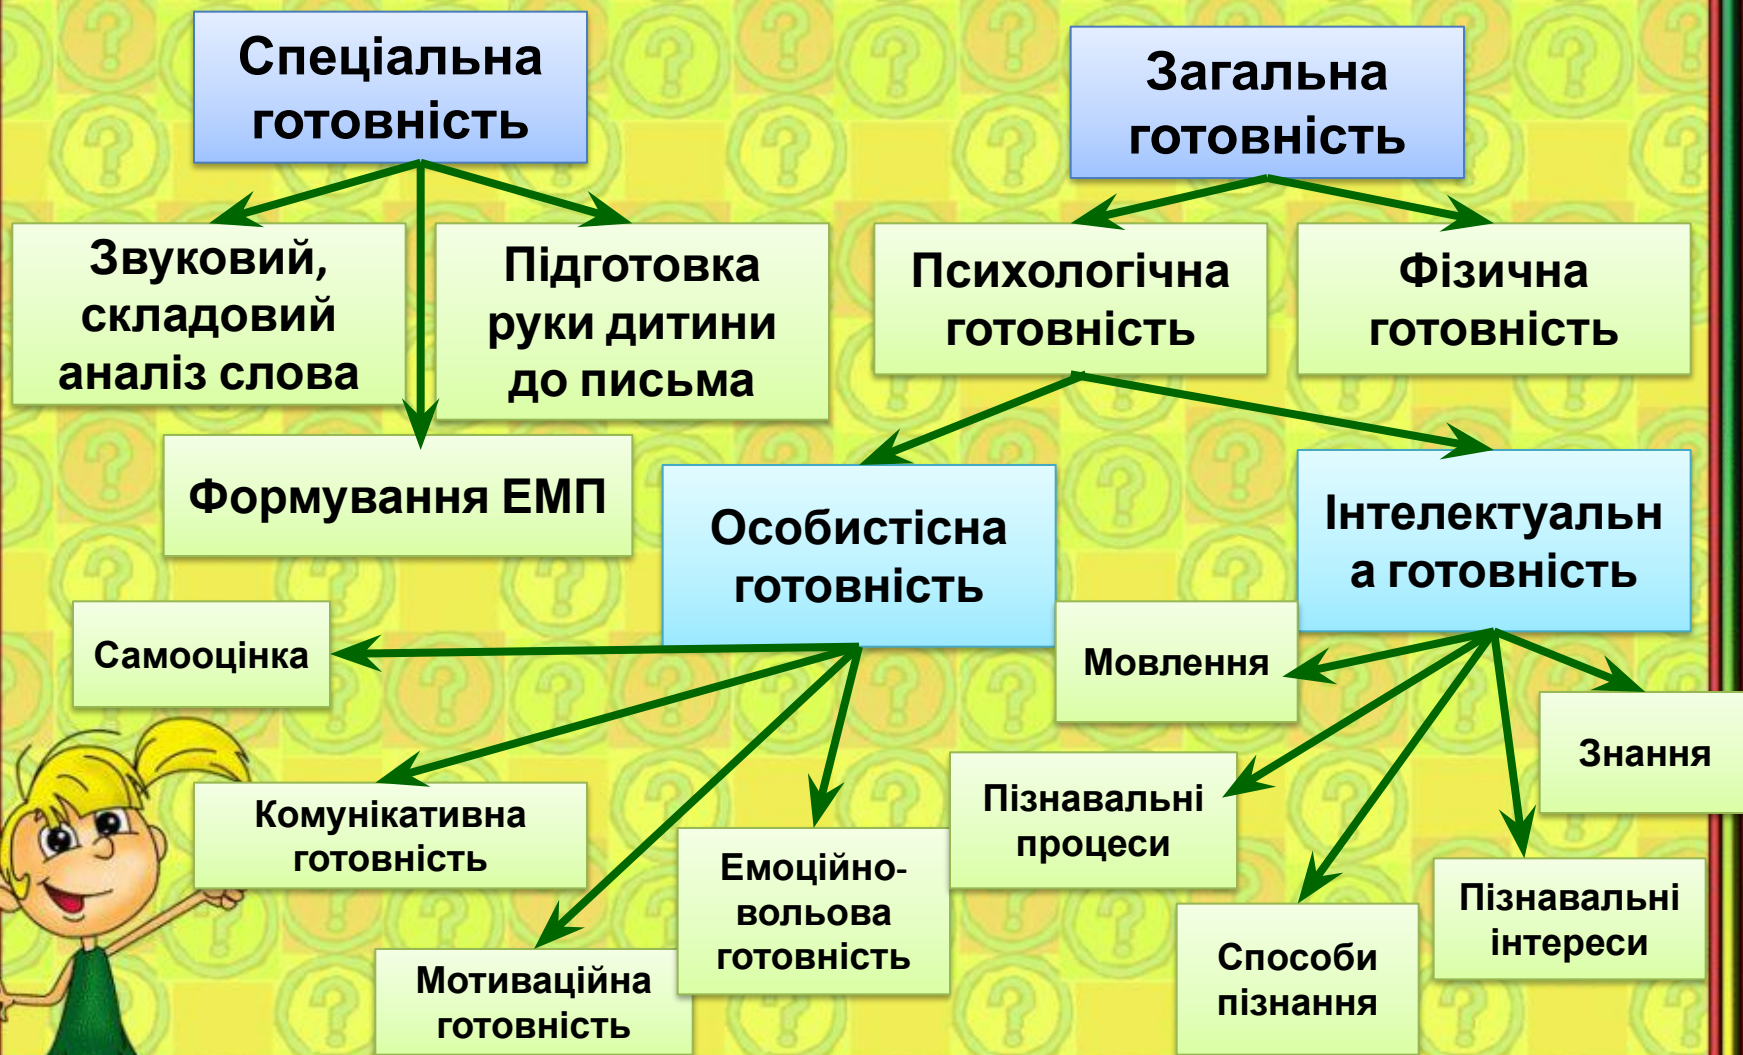 Спеціальна
готовність
Загальна
готовність
Звуковий,
складовий
аналіз слова
Підготовка
руки дитини
до письма
Психологічна
готовність
Фізична
готовність
Формування ЕМП
Особистісна
готовність
Інтелектуальн
а готовність
Самооцінка
Мовлення
Знання
Комунікативна
готовність
Пізнавальні
процеси
Емоційно-
вольова
готовність
Пізнавальні
інтереси
Мотиваційна
готовність
Способи
пізнання